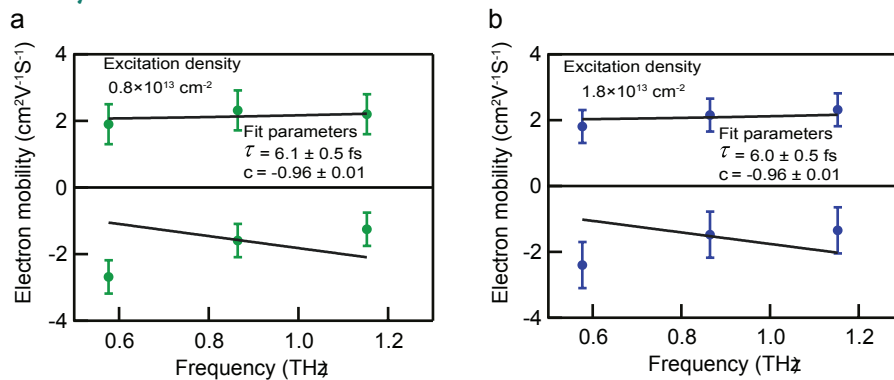 a
Electron mobility (cm²V⁻¹S⁻¹)
4
2
0
-2
-4
Excitation density
0.8×10¹³ cm⁻²
Fit parameters
τ = 6.1 ± 0.5 fs
c = -0.96 ± 0.01
0.6
0.8
1.0
1.2
Frequency (THz)
b
Electron mobility (cm²V⁻¹S⁻¹)
4
2
0
-2
-4
Excitation density
1.8×10¹³ cm⁻²
Fit parameters
τ = 6.0 ± 0.5 fs
c = -0.96 ± 0.01
0.6
0.8
1.0
1.2
Frequency (THz)